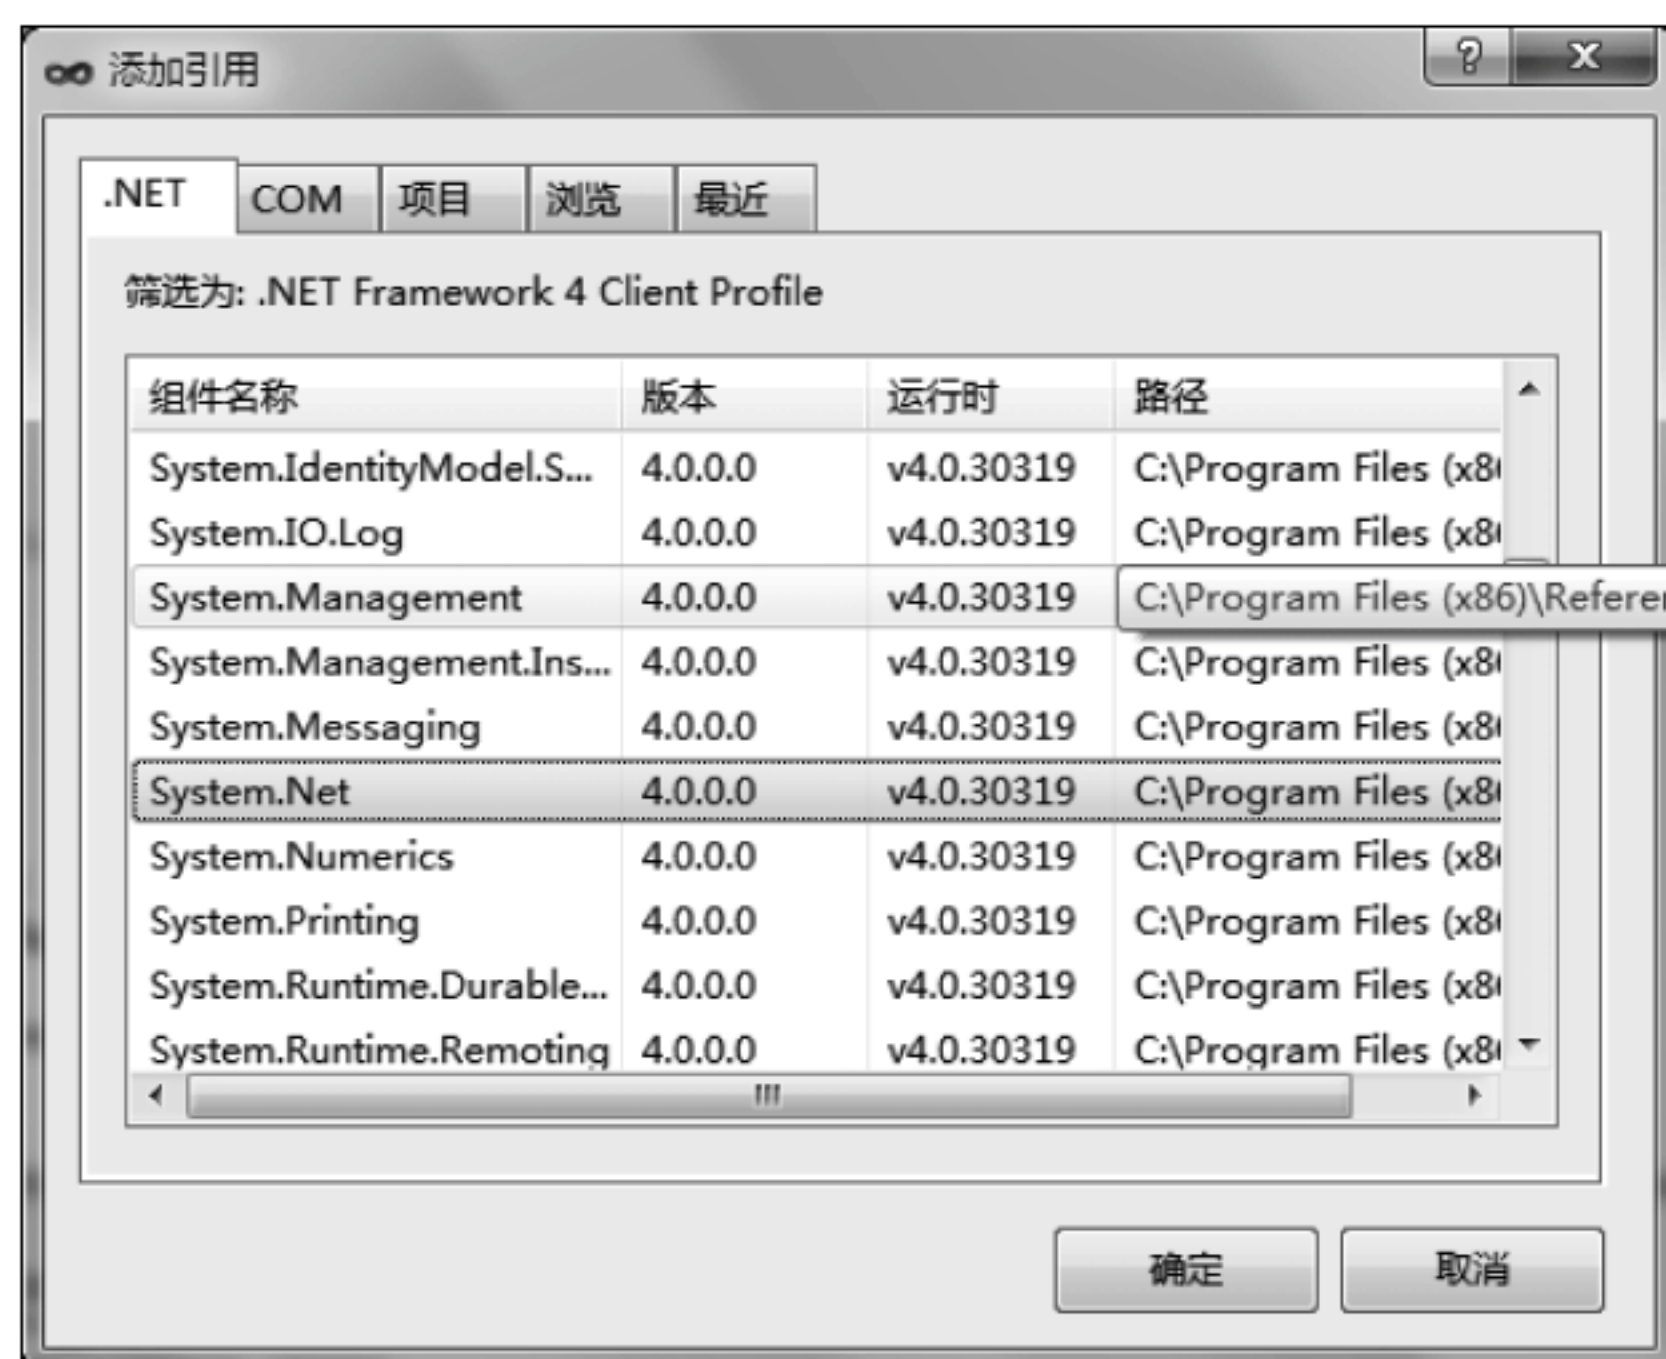 添加引用
.NET COM 项目 浏览 最近
筛选为: .NET Framework 4 Client Profile
组件名称 版本 运行时 路径
System.IdentityModel.S... 4.0.0.0 v4.0.30319 C:\Program Files (x8
System.IO.Log 4.0.0.0 v4.0.30319 C:\Program Files (x8
System.Management 4.0.0.0 v4.0.30319 C:\Program Files (x86)\Refere
System.Management.Ins... 4.0.0.0 v4.0.30319 C:\Program Files (x8
System.Messaging 4.0.0.0 v4.0.30319 C:\Program Files (x8
System.Net 4.0.0.0 v4.0.30319 C:\Program Files (x8
System.Numerics 4.0.0.0 v4.0.30319 C:\Program Files (x8
System.Printing 4.0.0.0 v4.0.30319 C:\Program Files (x8
System.Runtime.Durable... 4.0.0.0 v4.0.30319 C:\Program Files (x8
System.Runtime.Remoting 4.0.0.0 v4.0.30319 C:\Program Files (x8
确定 取消